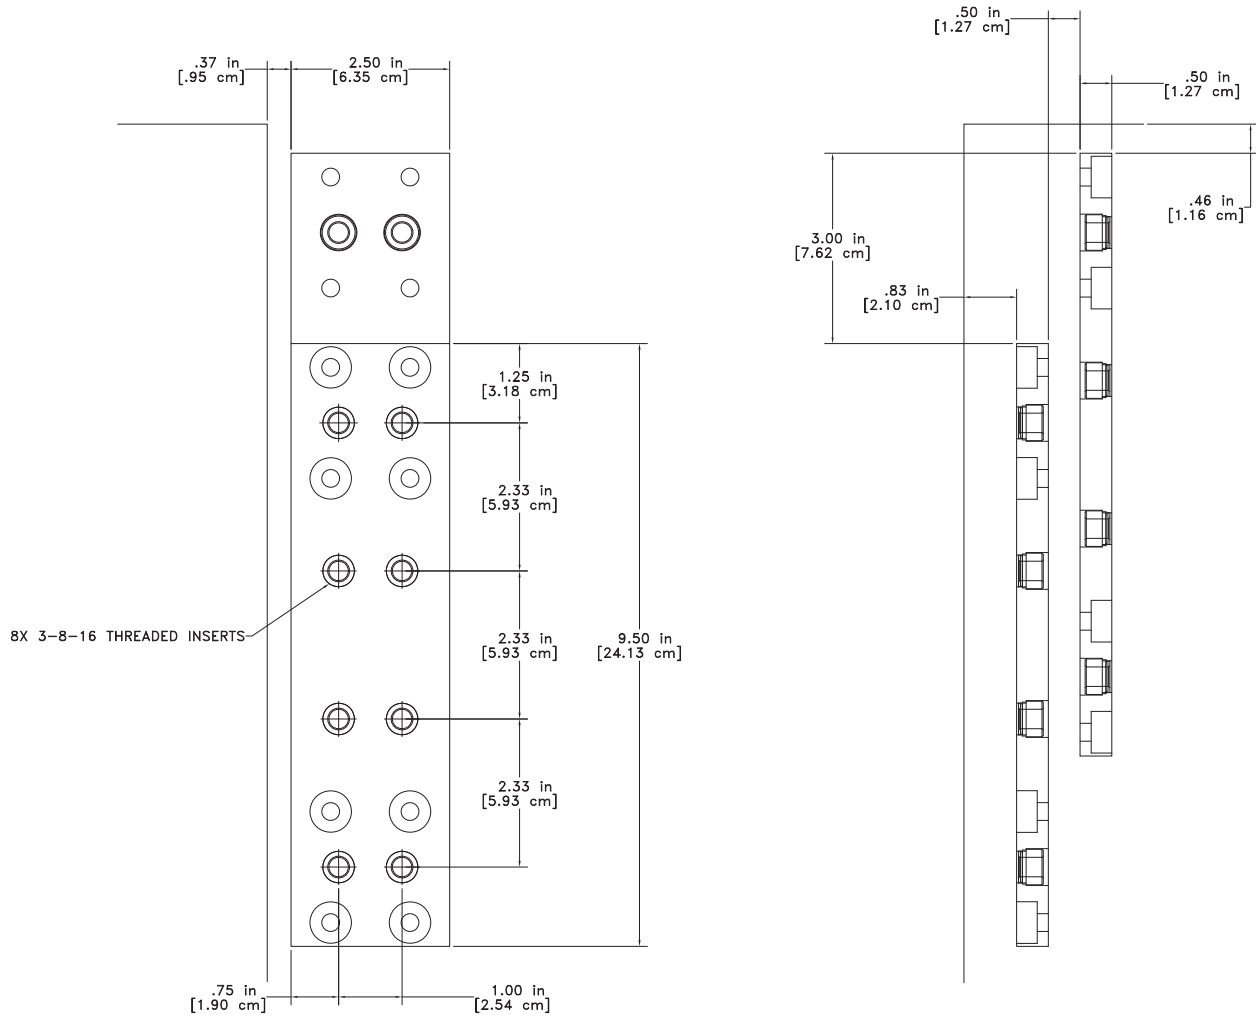 .50 in
[1.27 cm]
.37 in
[.95 cm]
2.50 in
[6.35 cm]
.50 in
[1.27 cm]
.46 in
[1.16 cm]
3.00 in
[7.62 cm]
.83 in
[2.10 cm]
1.25 in
[3.18 cm]
2.33 in
[5.93 cm]
8X 3-8-16 THREADED INSERTS
2.33 in
[5.93 cm]
9.50 in
[24.13 cm]
2.33 in
[5.93 cm]
.75 in
[1.90 cm]
1.00 in
[2.54 cm]